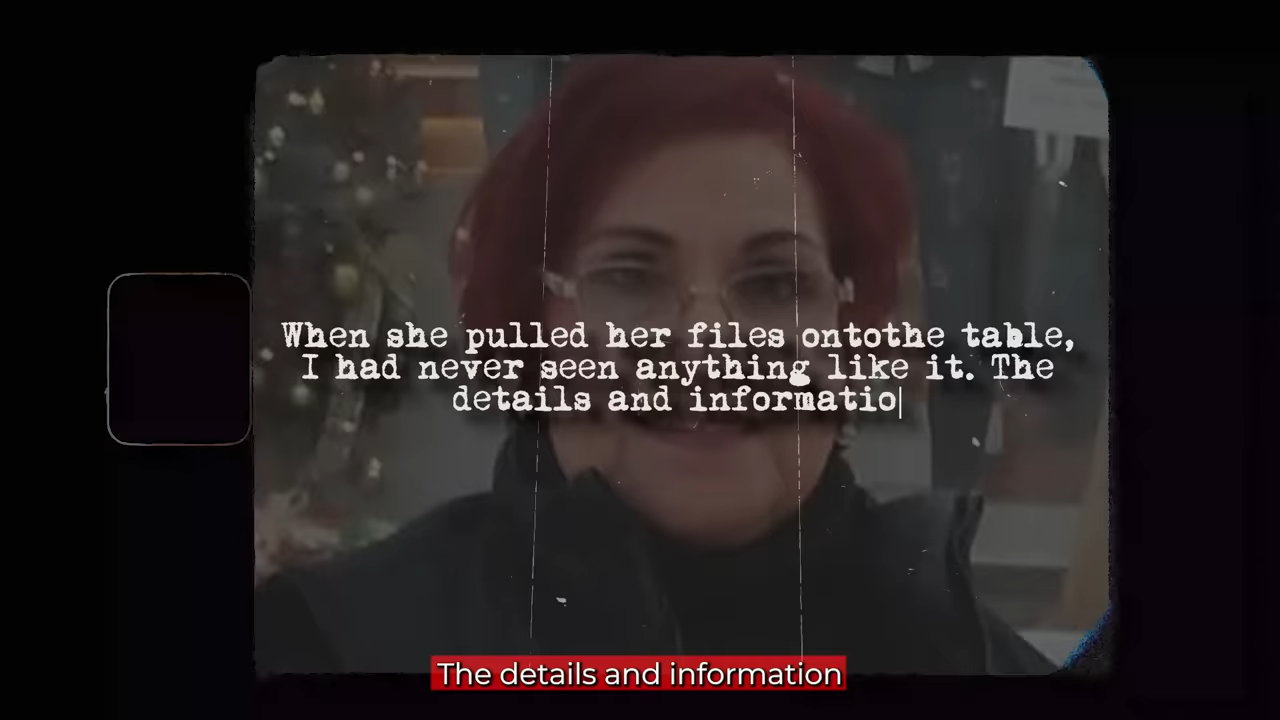 When she pulled her files ontothe table,
I had never seen anything like it. The
details and informatio
The details and information